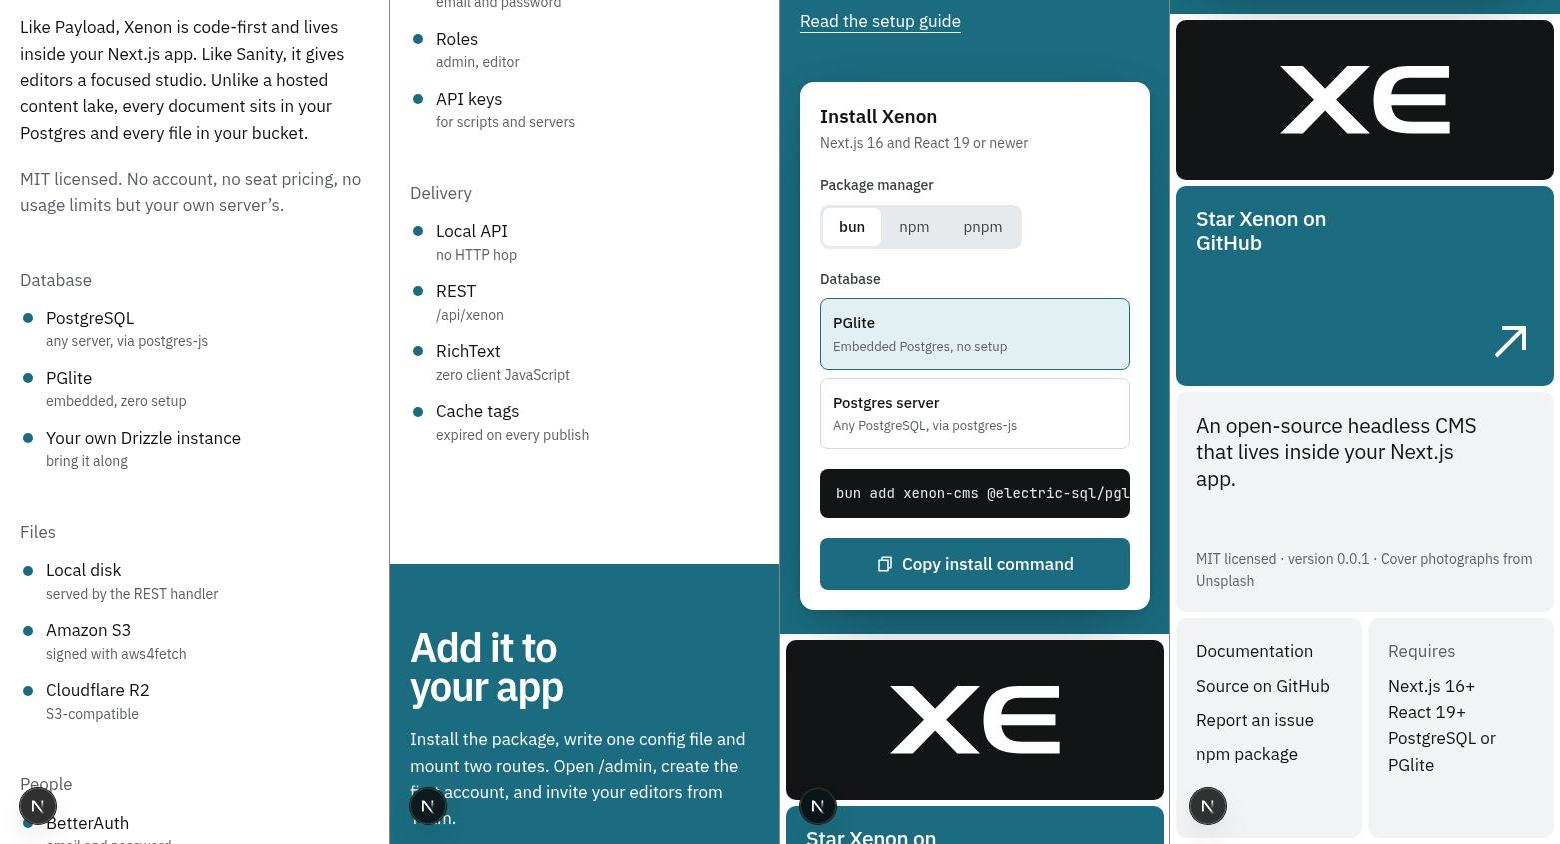 Like Payload, Xenon is code-first and lives
inside your Next.js app. Like Sanity, it gives
editors a focused studio. Unlike a hosted
content lake, every document sits in your
Postgres and every file in your bucket.
MIT licensed. No account, no seat pricing, no
usage limits but your own server’s.
Database
PostgreSQL
any server, via postgres-js
PGlite
embedded, zero setup
Your own Drizzle instance
bring it along
Files
Local disk
served by the REST handler
Amazon S3
signed with aws4fetch
Cloudflare R2
S3-compatible
People
N
BetterAuth
email and password
email and password
Roles
admin, editor
API keys
for scripts and servers
Delivery
Local API
no HTTP hop
REST
/api/xenon
RichText
zero client JavaScript
Cache tags
expired on every publish
Add it to
your app
Install the package, write one config file and
mount two routes. Open /admin, create the
account, and invite your editors from
N
Read the setup guide
Install Xenon
Next.js 16 and React 19 or newer
Package manager
bun npm pnpm
Database
PGlite
Embedded Postgres, no setup
Postgres server
Any PostgreSQL, via postgres-js
bun add xenon-cms @electric-sql/pgl
Copy install command
XE
N
Star Xenon on
XE
Star Xenon on
GitHub
An open-source headless CMS
that lives inside your Next.js
app.
MIT licensed · version 0.0.1 · Cover photographs from
Unsplash
Documentation
Source on GitHub
Report an issue
npm package
N
Requires
Next.js 16+
React 19+
PostgreSQL or
PGlite